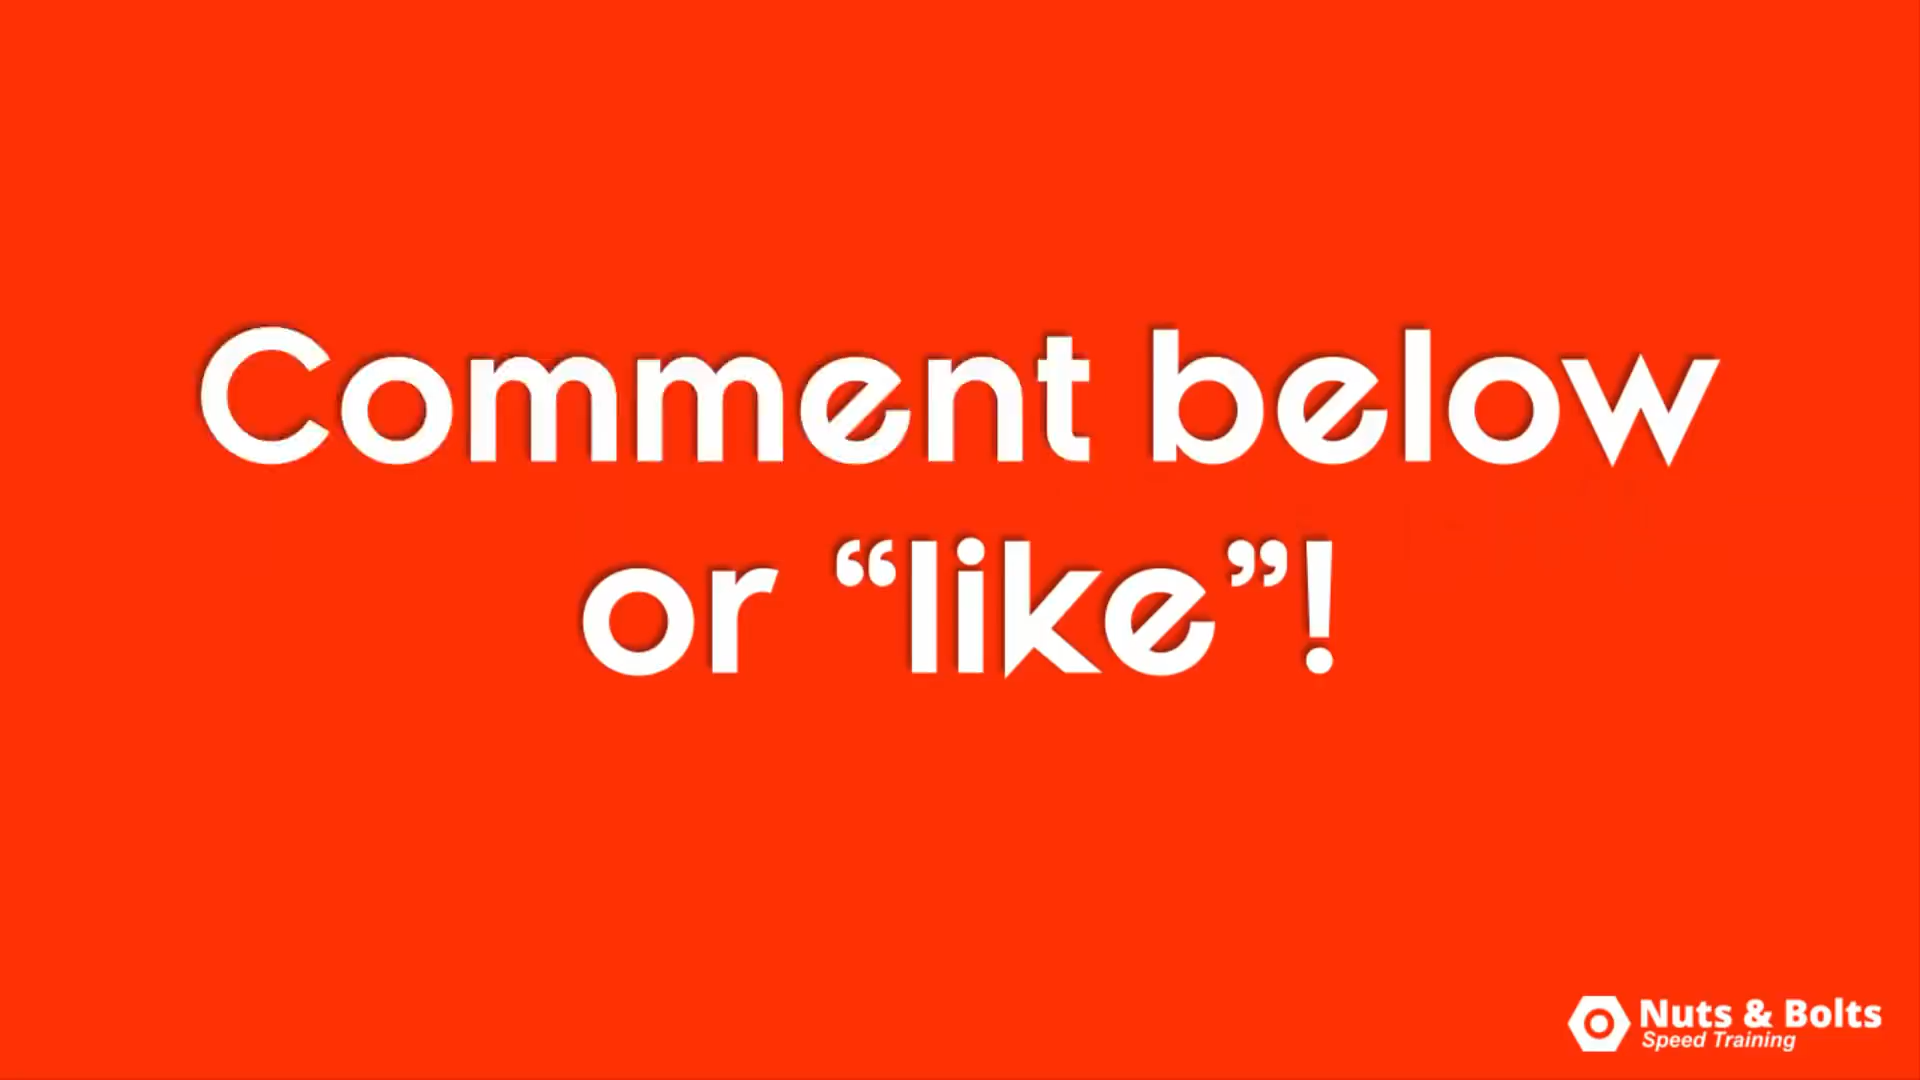 Comment below
or “like”!
Nuts & Bolts
Speed Training